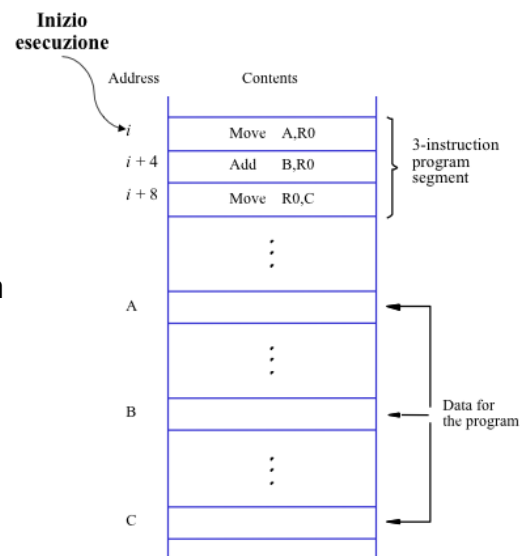 Inizio
esecuzione
Address Contents
i Move A,R0
i + 4 Add B,R0
i + 8 Move R0,C
3-instruction
program
segment
A
B
Data for
the program
C